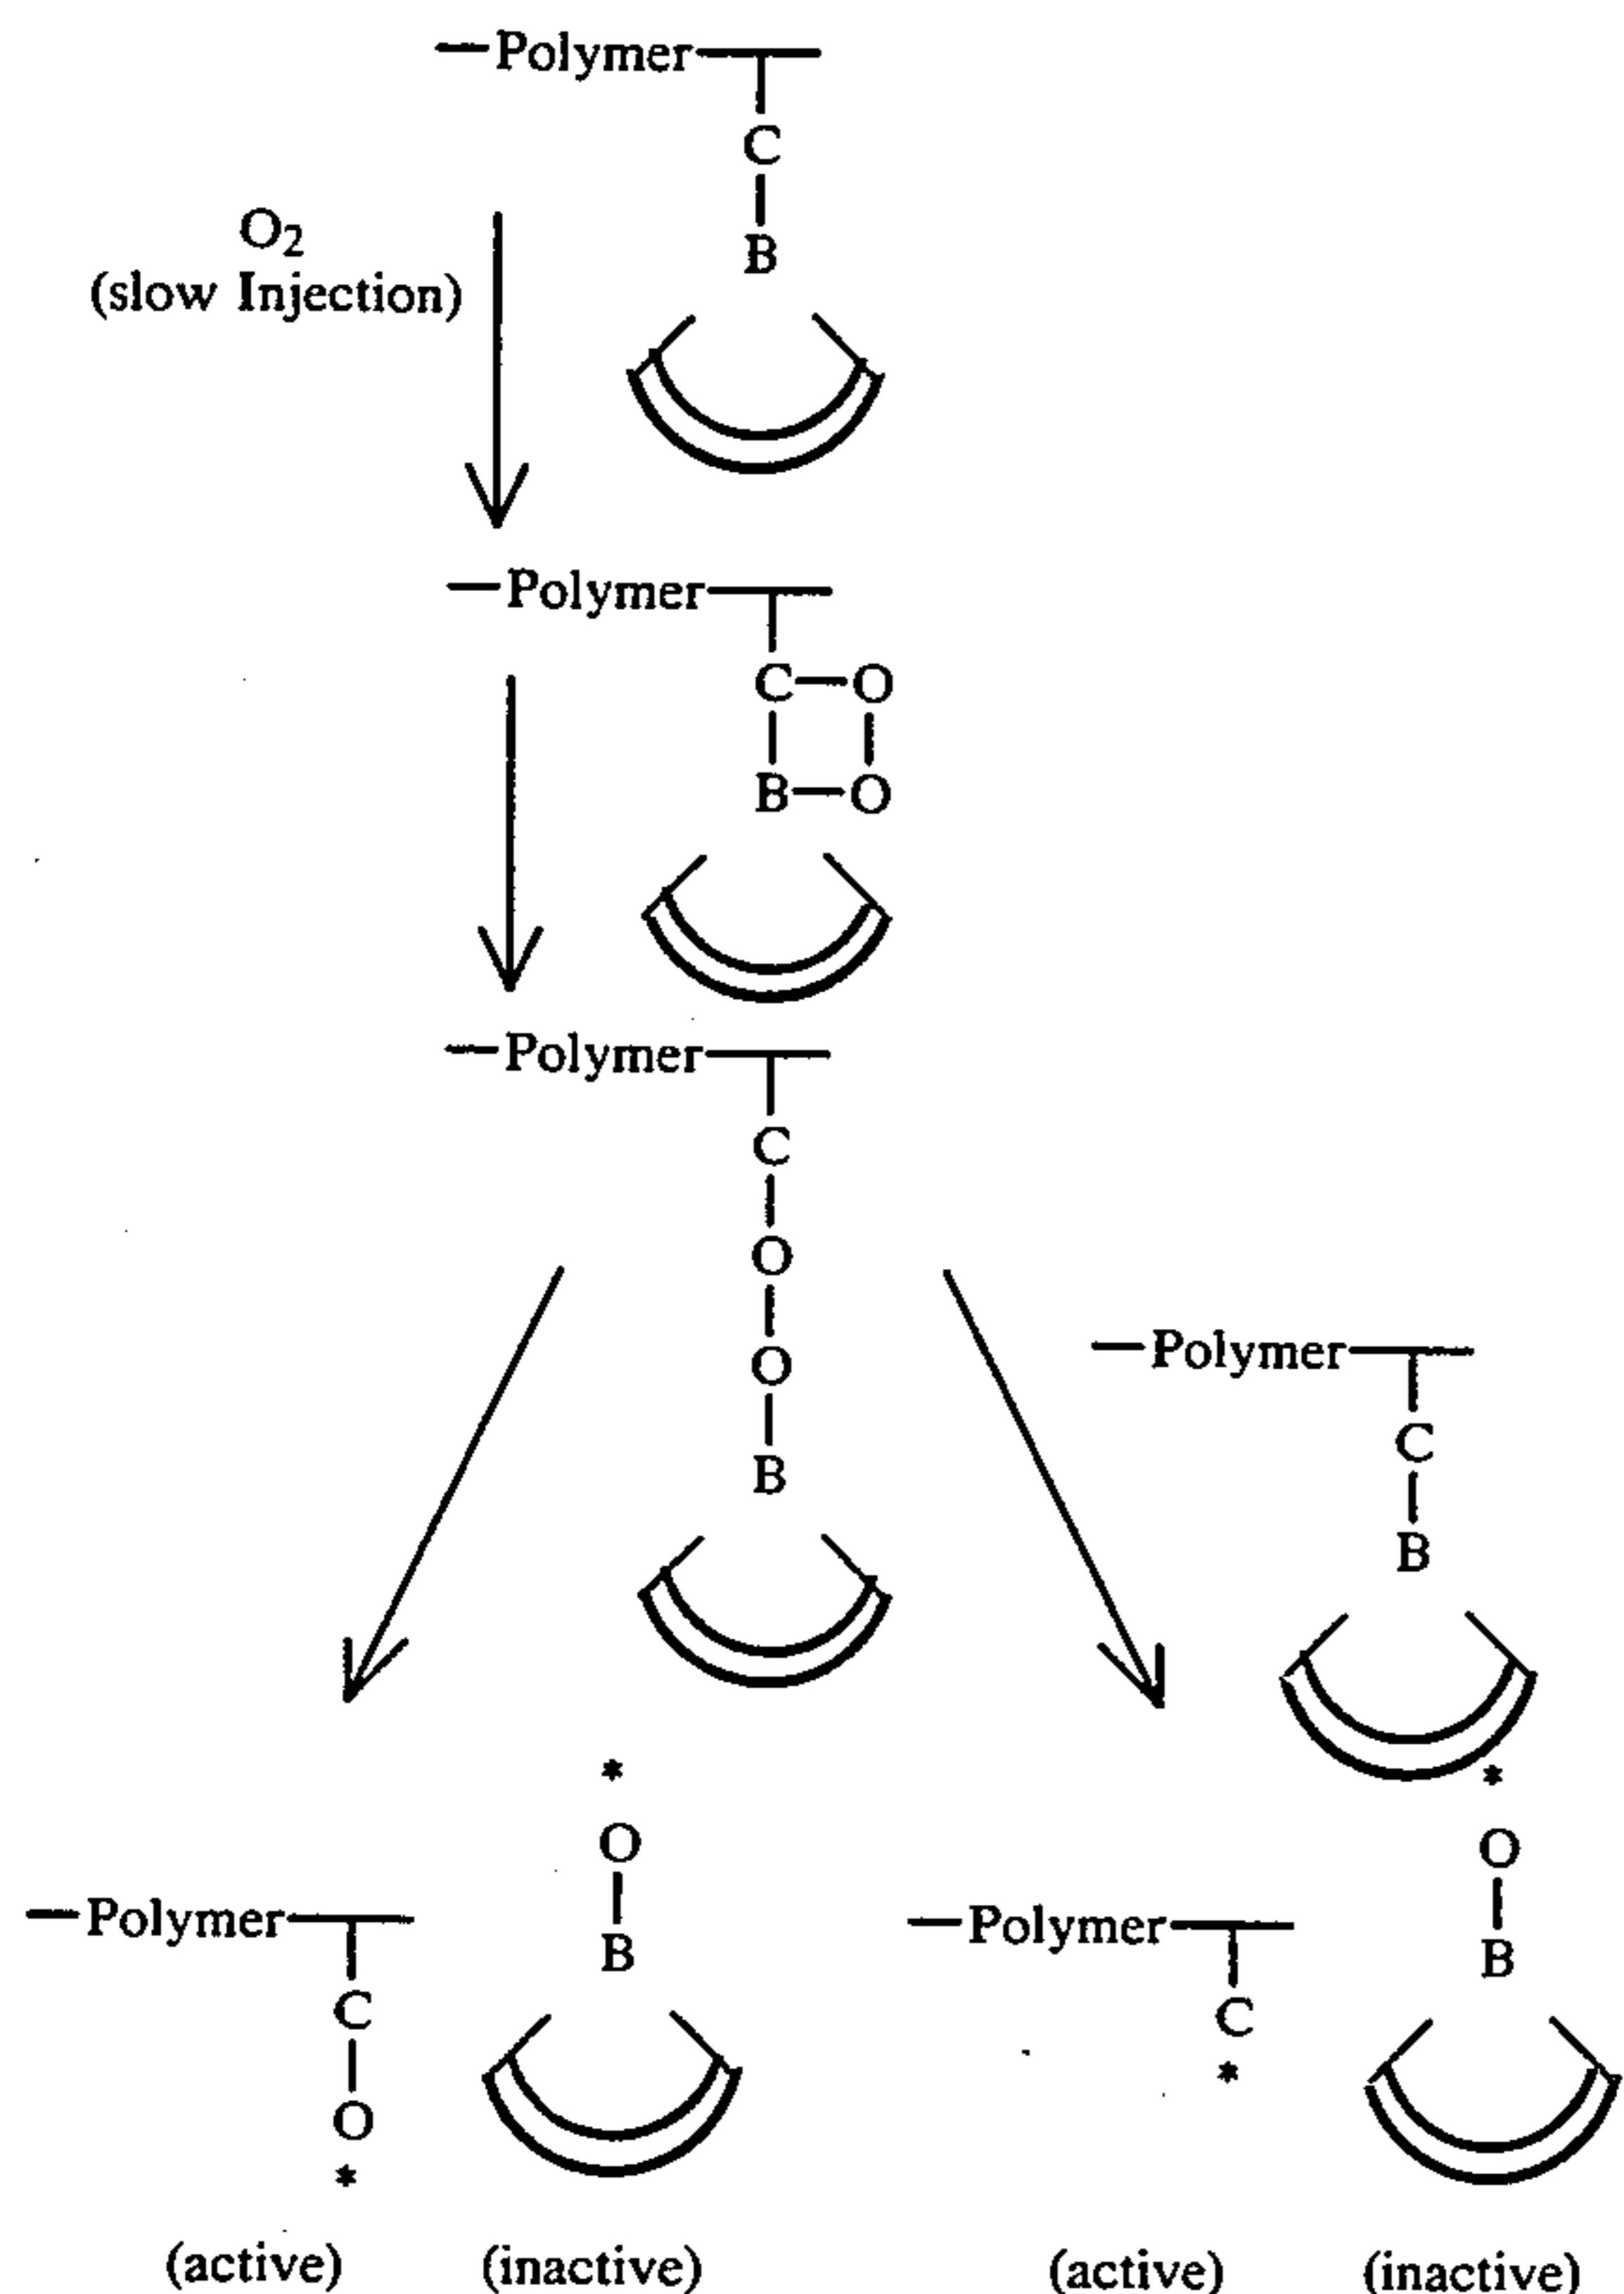 —Polymer—
C
B
O₂
(slow Injection)
—Polymer—
C—O
B—O
—Polymer—
C
O
O
B
—Polymer—
C
B
*
O
B
—Polymer—
C
O
*
*
O
B
—Polymer—
C
*
(active) (inactive) (active) (inactive)